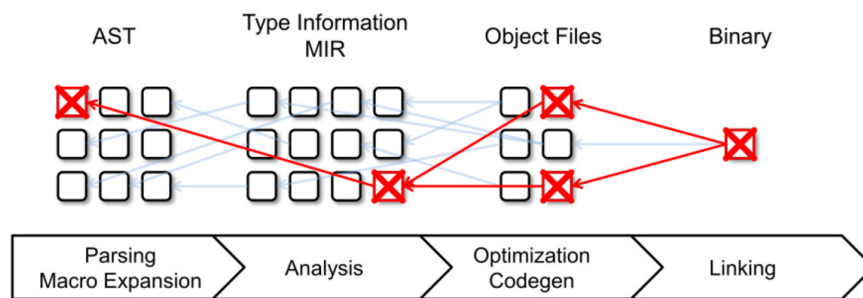 AST
Type Information
MIR
Object Files
Binary
Parsing
Macro Expansion
Analysis
Optimization
Codegen
Linking